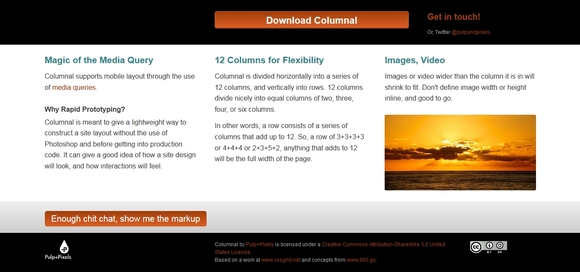 Download Columnal
Get in touch!
Or, Twitter @pulpandpixels.
Magic of the Media Query
Columnal supports mobile layout through the use
of media queries.
Why Rapid Prototyping?
Columnal is meant to give a lightweight way to
construct a site layout without the use of
Photoshop and before getting into production
code. It can give a good idea of how a site design
will look, and how interactions will feel.
12 Columns for Flexibility
Columnal is divided horizontally into a series of
12 columns, and vertically into rows. 12 columns
divide nicely into equal columns of two, three,
four, or six columns.
In other words, a row consists of a series of
columns that add up to 12. So, a row of 3+3+3+3
or 4+4+4 or 2+3+5+2, anything that adds to 12
will be the full width of the page.
Images, Video
Images or video wider than the column it is in will
shrink to fit. Don't define image width or height
inline, and good to go.
Enough chit chat, show me the markup
Pulp+Pixels
Columnal by Pulp+Pixels is licensed under a Creative Commons Attribution-ShareAlike 3.0 United
States License.
Based on a work at www.cssgrid.net and concepts from www.960.gs.
cc
BY SA